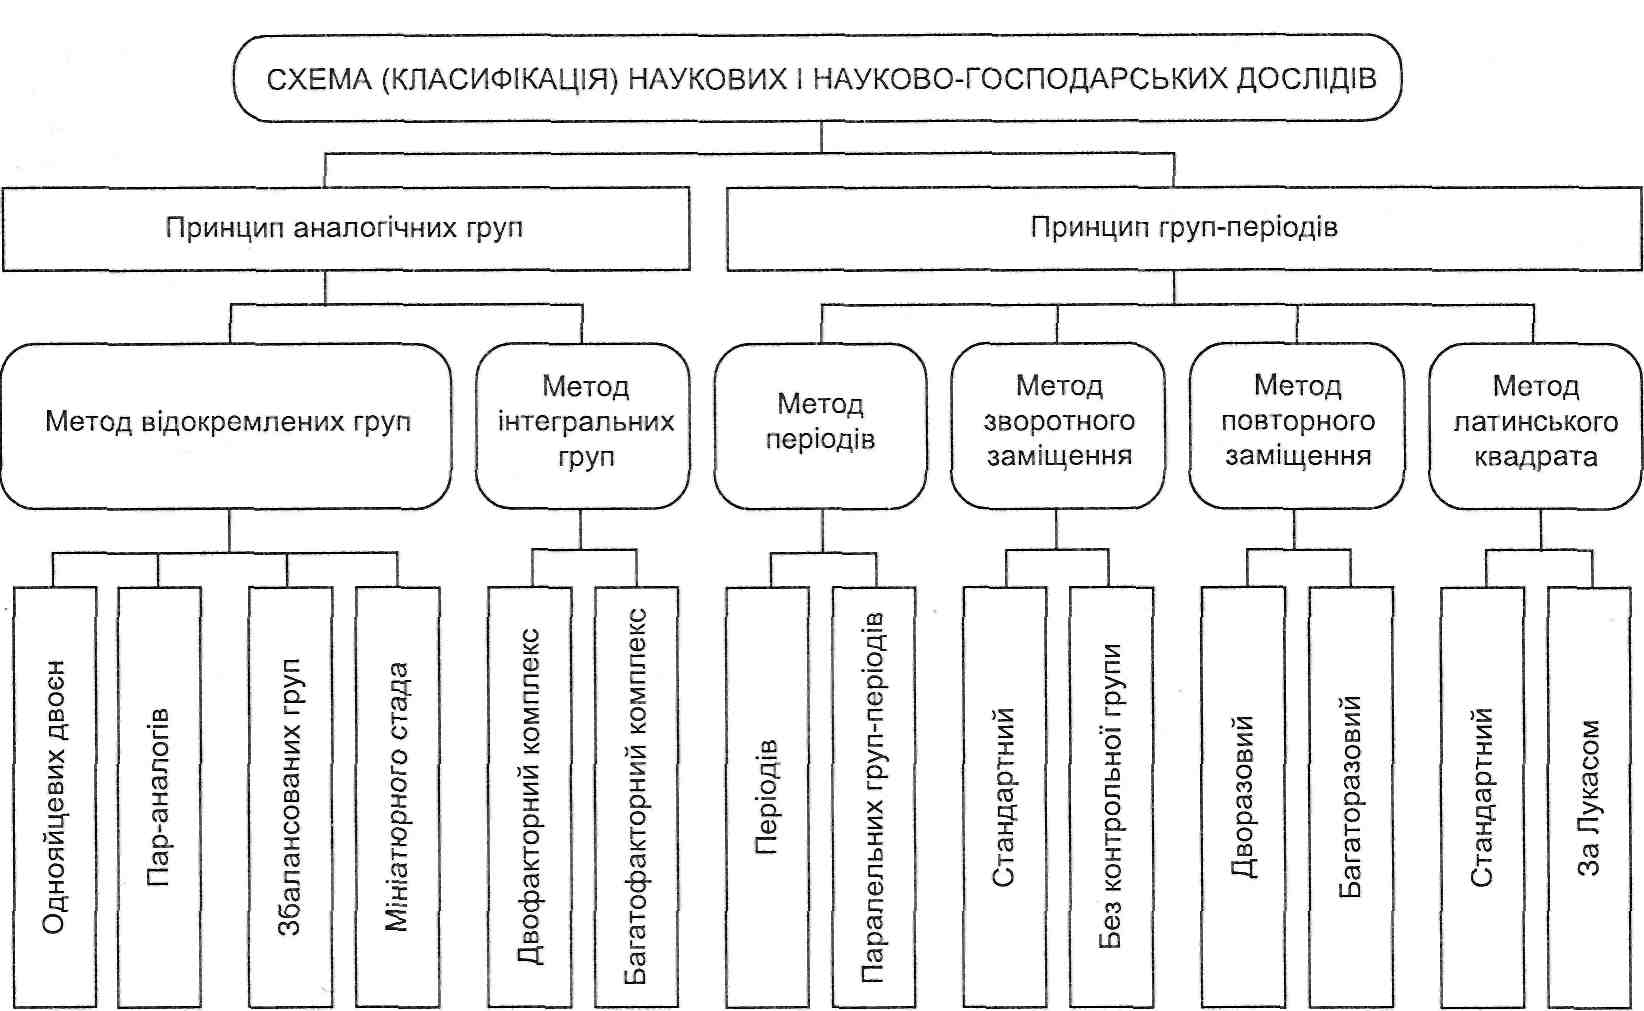 СХЕМА (КЛАСИФІКАЦІЯ) НАУКОВИХ І НАУКОВО-ГОСПОДАРСЬКИХ ДОСЛІДІВ
Принцип аналогічних груп
Принцип груп-періодів
Метод відокремлених груп
Метод
інтегральних
груп
Метод
періодів
Метод
зворотного
заміщення
Метод
повторного
заміщення
Метод
латинського
квадрата
Однояйцевих двоєн
Пар-аналогів
Збалансованих груп
Мініатюрного стада
Двофакторний комплекс
Багатофакторний комплекс
Періодів
Паралельних груп-періодів
Стандартний
Без контрольної групи
Дворазовий
Багаторазовий
Стандартний
За Лукасом